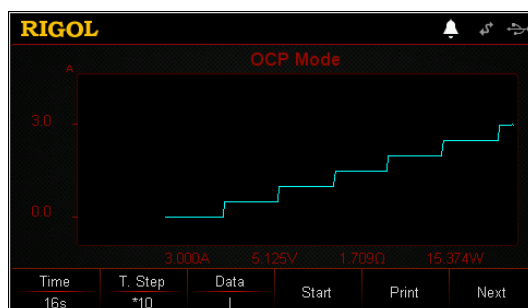 RIGOL
OCP Mode
A
3.0
0.0
3.000A 5.125V 1.709Ω 15.374W
Time T. Step Data Start Print Next
16s *10 I